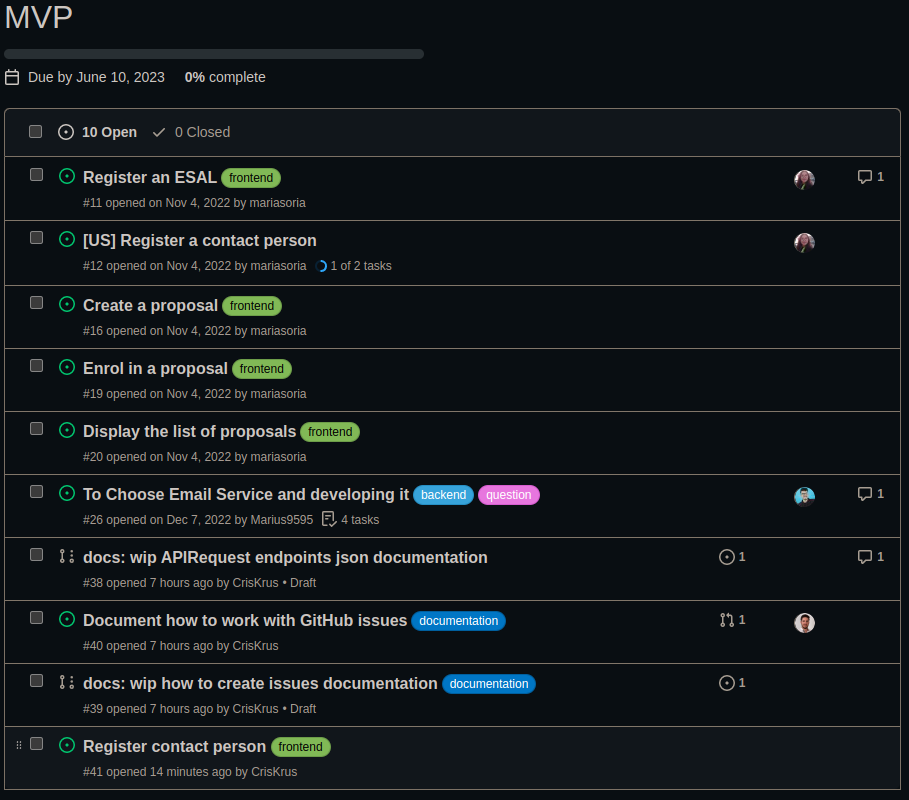 MVP
Due by June 10, 2023 0% complete
10 Open 0 Closed
Register an ESAL frontend 1
#11 opened on Nov 4, 2022 by mariasoria
[US] Register a contact person
#12 opened on Nov 4, 2022 by mariasoria 1 of 2 tasks
Create a proposal frontend
#16 opened on Nov 4, 2022 by mariasoria
Enrol in a proposal frontend
#19 opened on Nov 4, 2022 by mariasoria
Display the list of proposals frontend
#20 opened on Nov 4, 2022 by mariasoria
To Choose Email Service and developing it backend question 1
#26 opened on Dec 7, 2022 by Marius9595 4 tasks
docs: wip APIRequest endpoints json documentation 1 1
#38 opened 7 hours ago by CrisKrus • Draft
Document how to work with GitHub issues documentation 1
#40 opened 7 hours ago by CrisKrus
docs: wip how to create issues documentation documentation 1
#39 opened 7 hours ago by CrisKrus • Draft
Register contact person frontend
#41 opened 14 minutes ago by CrisKrus